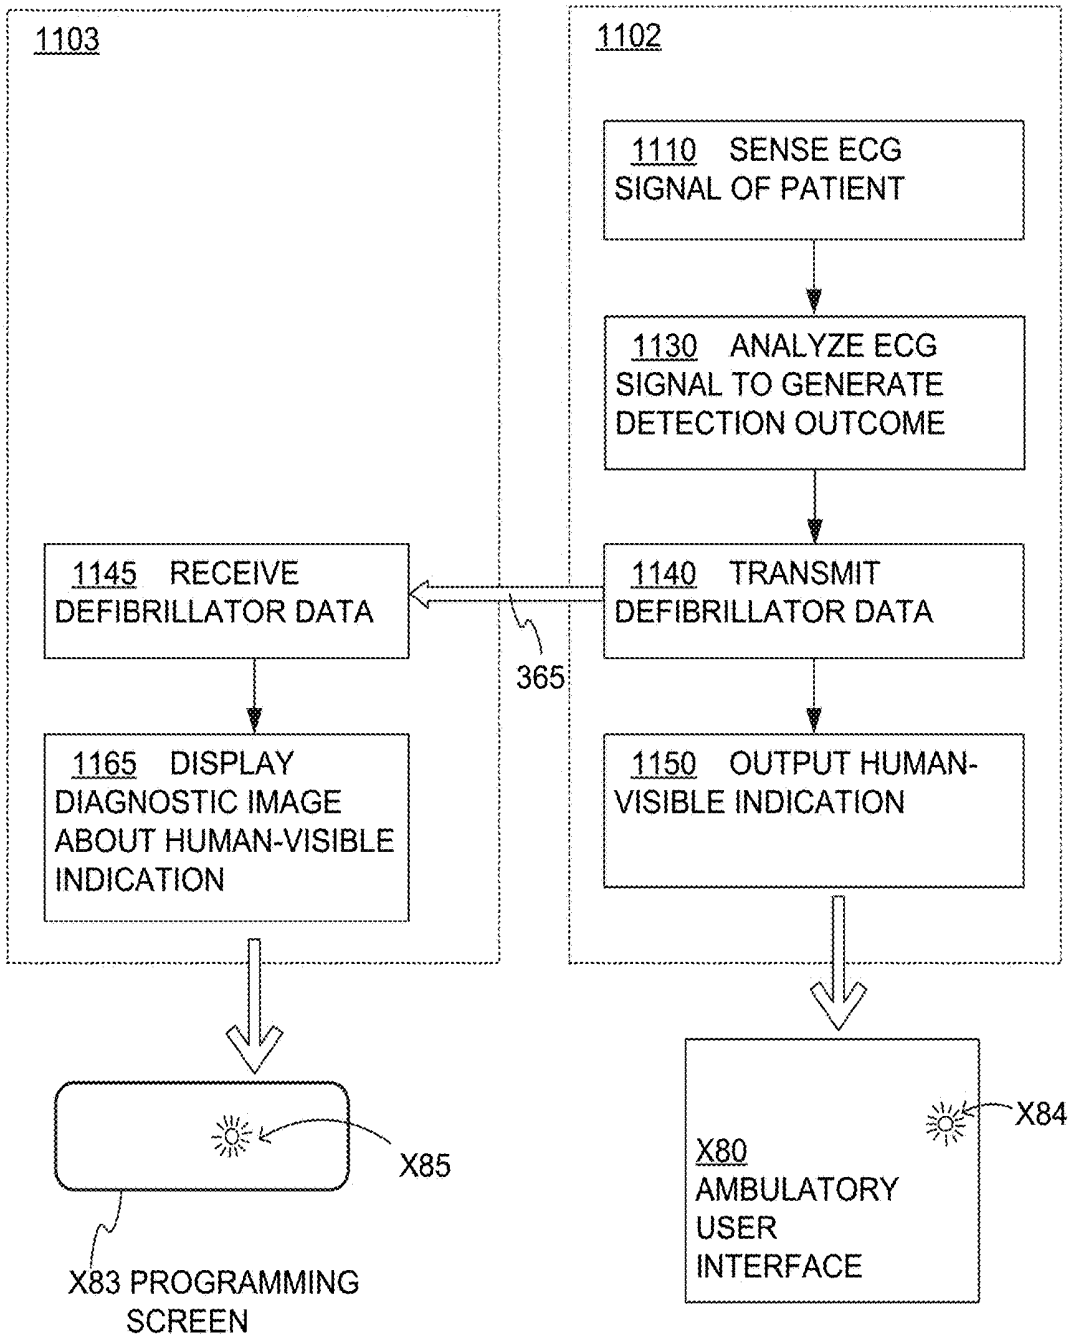 1103
1102
1110 SENSE ECG
SIGNAL OF PATIENT
1130 ANALYZE ECG
SIGNAL TO GENERATE
DETECTION OUTCOME
1145 RECEIVE
DEFIBRILLATOR DATA
1140 TRANSMIT
DEFIBRILLATOR DATA
365
1165 DISPLAY
DIAGNOSTIC IMAGE
ABOUT HUMAN-VISIBLE
INDICATION
1150 OUTPUT HUMAN-
VISIBLE INDICATION
X85
X83 PROGRAMMING
SCREEN
X84
X80
AMBULATORY
USER
INTERFACE